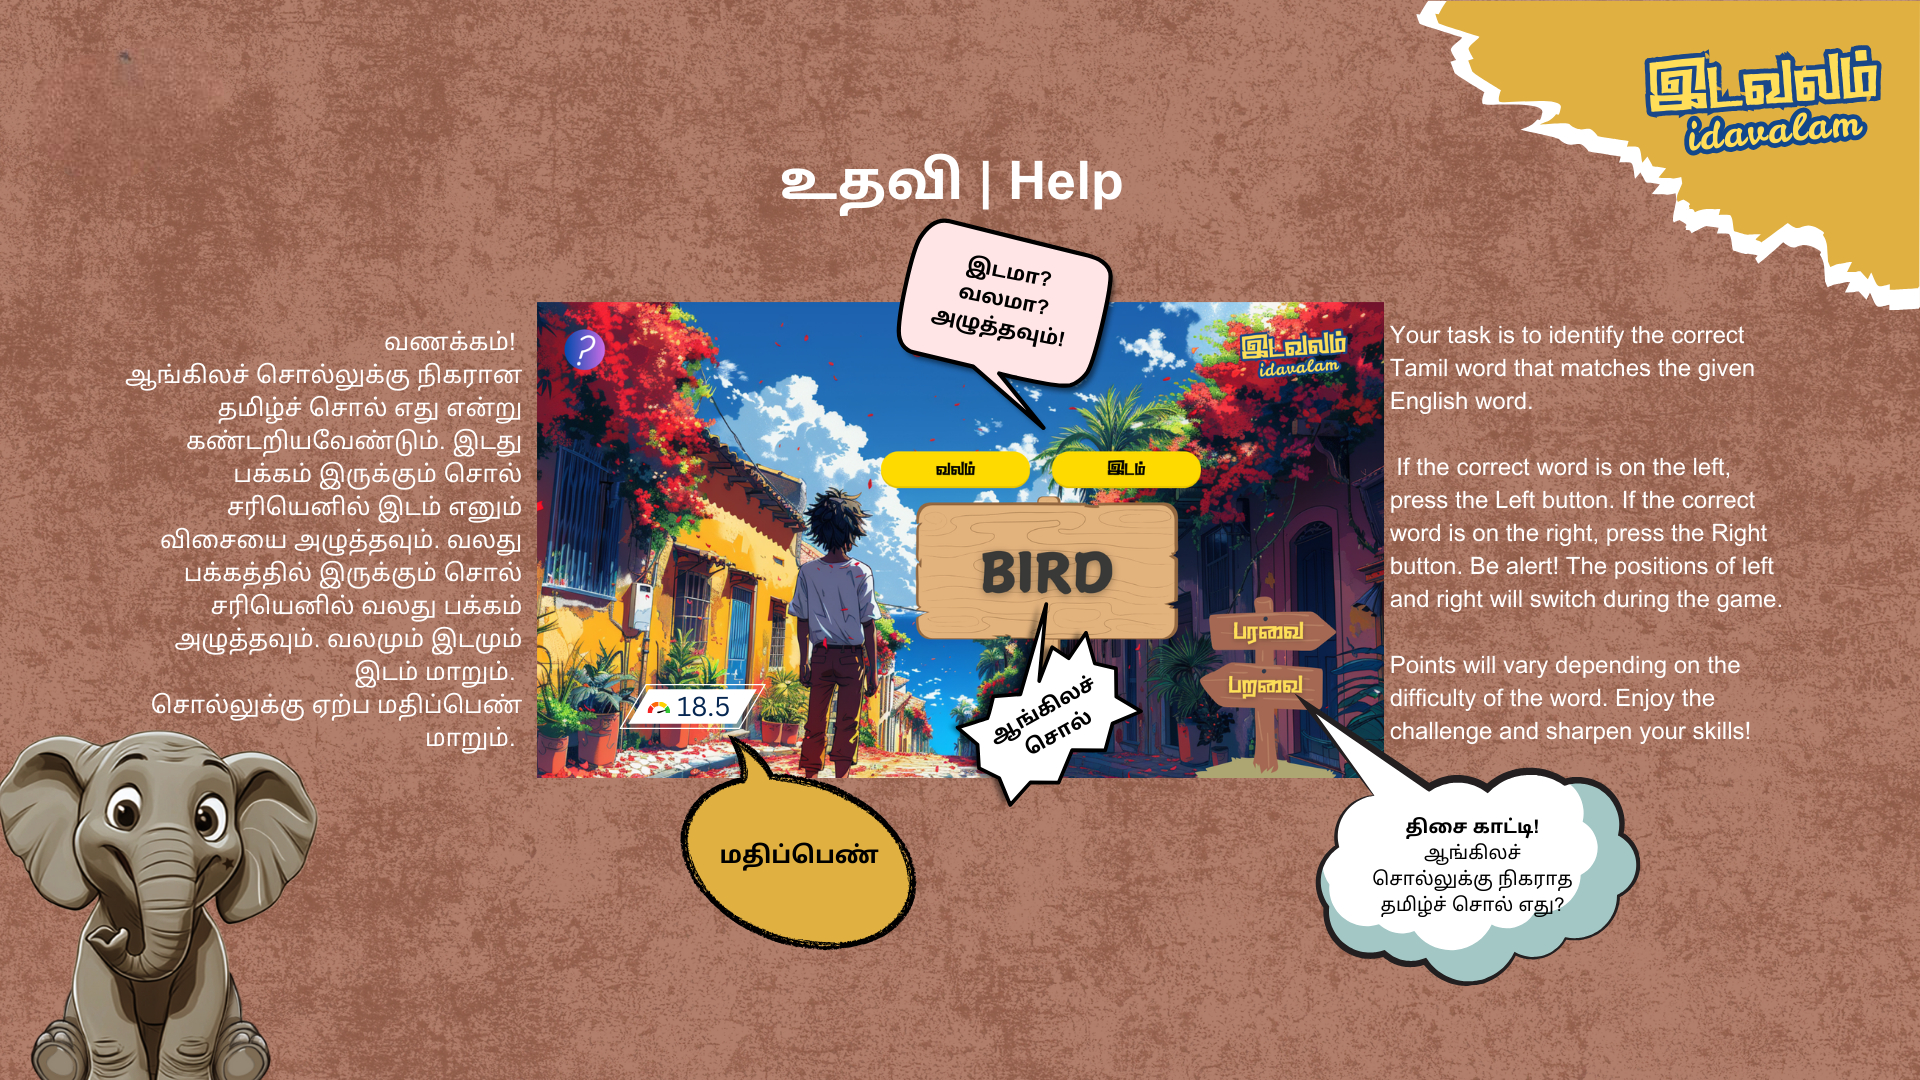 இடவலம்
idavalam
உதவி | Help
இடமா?
வலமா?
அழுத்தவும்!
வணக்கம்!
ஆங்கிலச் சொல்லுக்கு நிகரான
தமிழ்ச் சொல் எது என்று
கண்டறியவேண்டும். இடது
பக்கம் இருக்கும் சொல்
சரியெனில் இடம் எனும்
விசையை அழுத்தவும். வலது
பக்கத்தில் இருக்கும் சொல்
சரியெனில் வலது பக்கம்
அழுத்தவும். வலமும் இடமும்
இடம் மாறும்.
சொல்லுக்கு ஏற்ப மதிப்பெண்
மாறும்.
?
இடவலம்
idavalam
வலம்
இடம்
BIRD
பரவை
பறவை
18.5
ஆங்கிலச்
சொல்
மதிப்பெண்
Your task is to identify the correct
Tamil word that matches the given
English word.
If the correct word is on the left,
press the Left button. If the correct
word is on the right, press the Right
button. Be alert! The positions of left
and right will switch during the game.
Points will vary depending on the
difficulty of the word. Enjoy the
challenge and sharpen your skills!
திசை காட்டி!
ஆங்கிலச்
சொல்லுக்கு நிகராத
தமிழ்ச் சொல் எது?